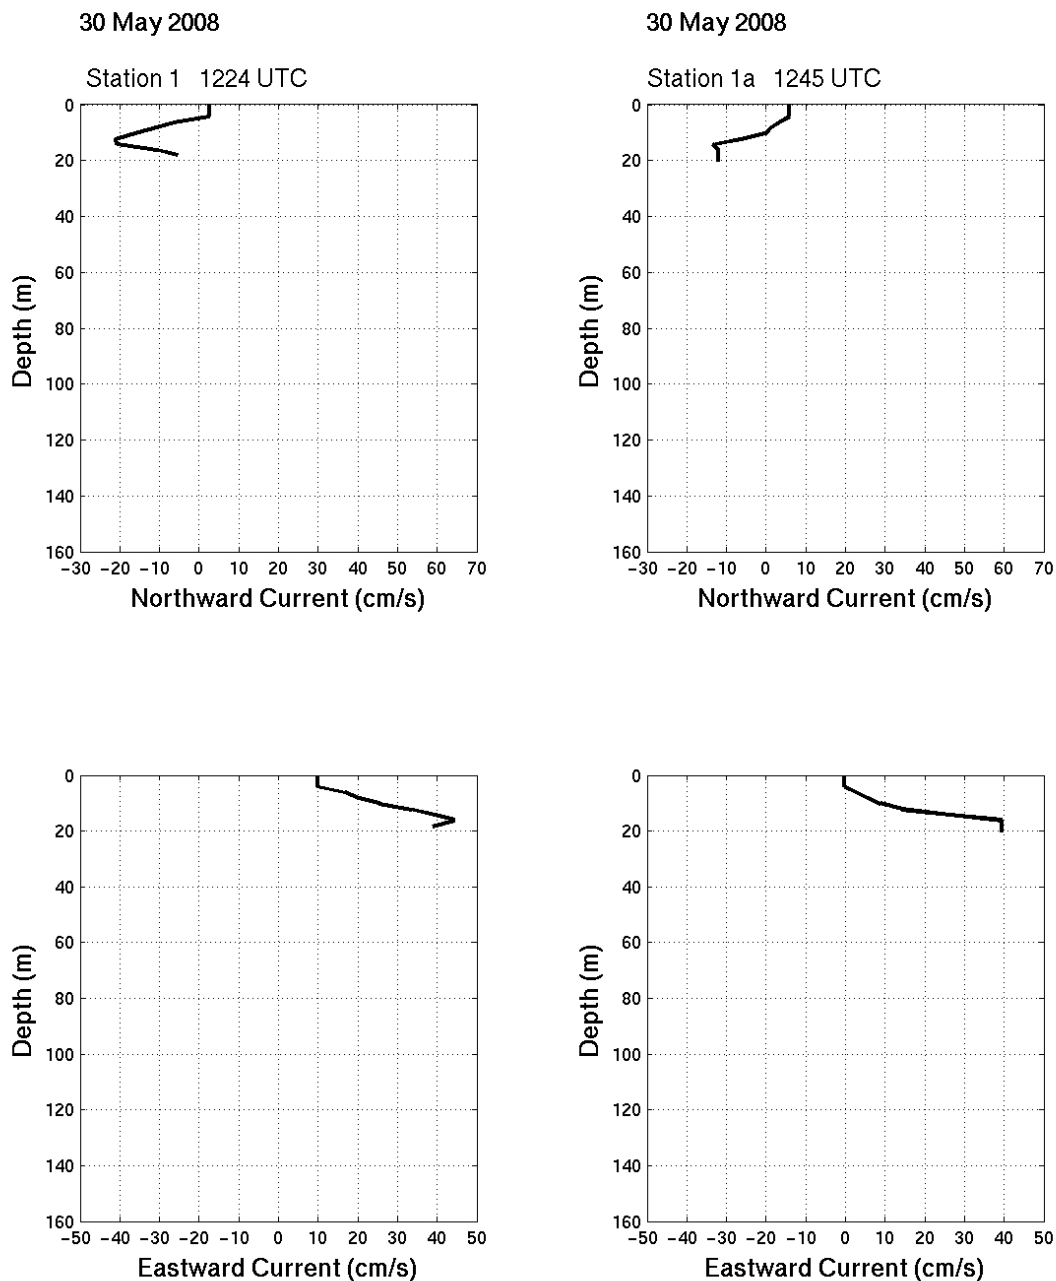 30 May 2008
Station 1 1224 UTC
0
20
40
60
80
100
120
140
160
Depth (m)
−30 −20 −10 0 10 20 30 40 50 60 70
Northward Current (cm/s)
30 May 2008
Station 1a 1245 UTC
0
20
40
60
80
100
120
140
160
Depth (m)
−30 −20 −10 0 10 20 30 40 50 60 70
Northward Current (cm/s)
0
20
40
60
80
100
120
140
160
Depth (m)
−50 −40 −30 −20 −10 0 10 20 30 40 50
Eastward Current (cm/s)
0
20
40
60
80
100
120
140
160
Depth (m)
−50 −40 −30 −20 −10 0 10 20 30 40 50
Eastward Current (cm/s)